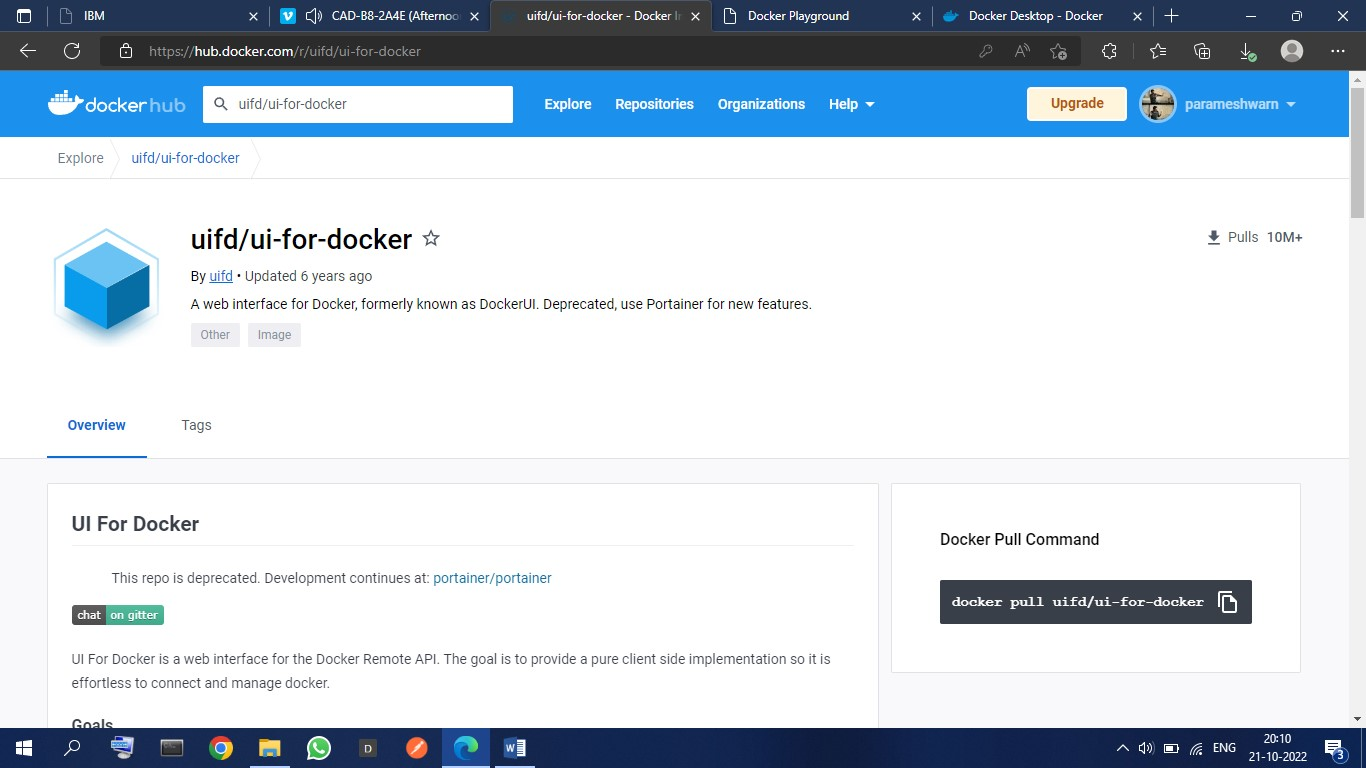 IBM
CAD-B8-2A4E (Afternoo
uifd/ui-for-docker - Docker I
Docker Playground
Docker Desktop - Docker
https://hub.docker.com/r/uifd/ui-for-docker
dockerhub
uifd/ui-for-docker
Explore
Repositories
Organizations
Help
Upgrade
parameshwarn
Explore
uifd/ui-for-docker
uifd/ui-for-docker
Pulls 10M+
By uifd • Updated 6 years ago
A web interface for Docker, formerly known as DockerUI. Deprecated, use Portainer for new features.
Other
Image
Overview
Tags
UI For Docker
This repo is deprecated. Development continues at: portainer/portainer
chat on gitter
UI For Docker is a web interface for the Docker Remote API. The goal is to provide a pure client side implementation so it is
effortless to connect and manage docker.
Goals
Docker Pull Command
docker pull uifd/ui-for-docker
D
ENG
20:10
21-10-2022
3